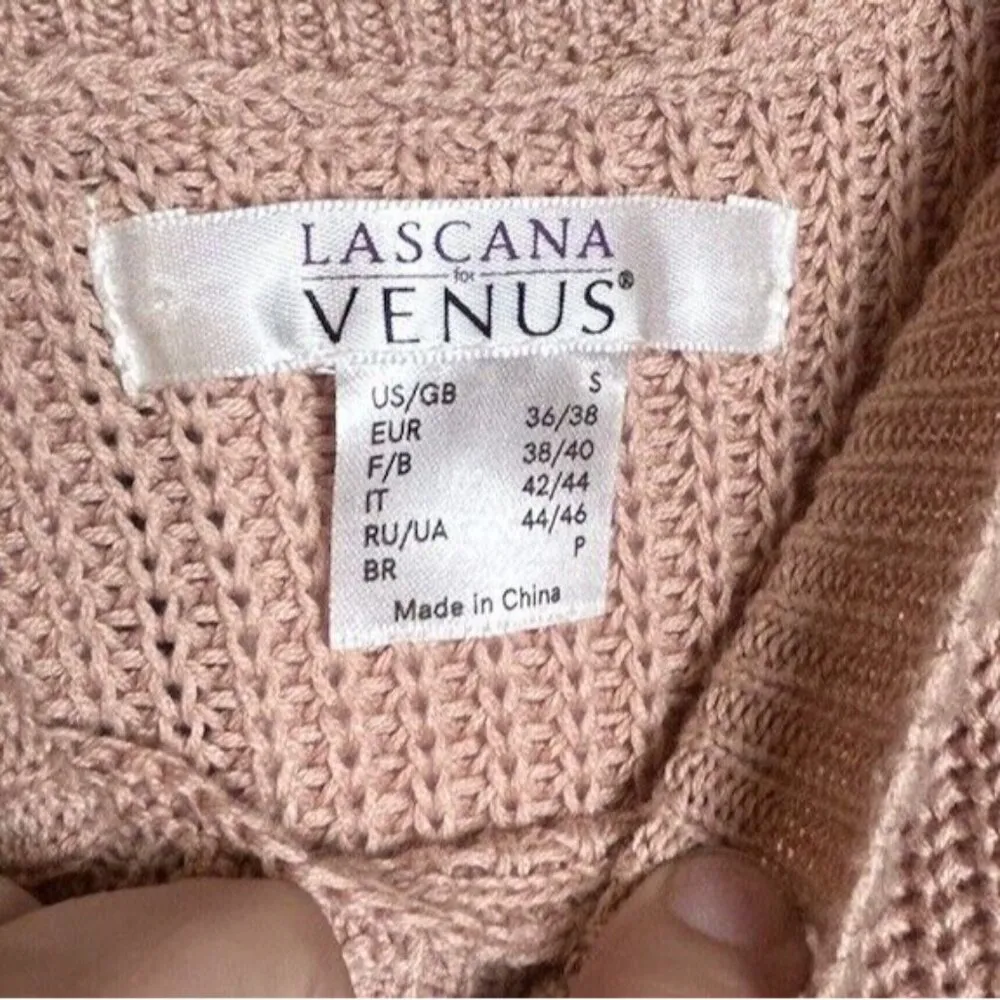 LASCANA
for
VENUS®
US/GB S
EUR 36/38
F/B 38/40
IT 42/44
RU/UA 44/46
BR P
Made in China